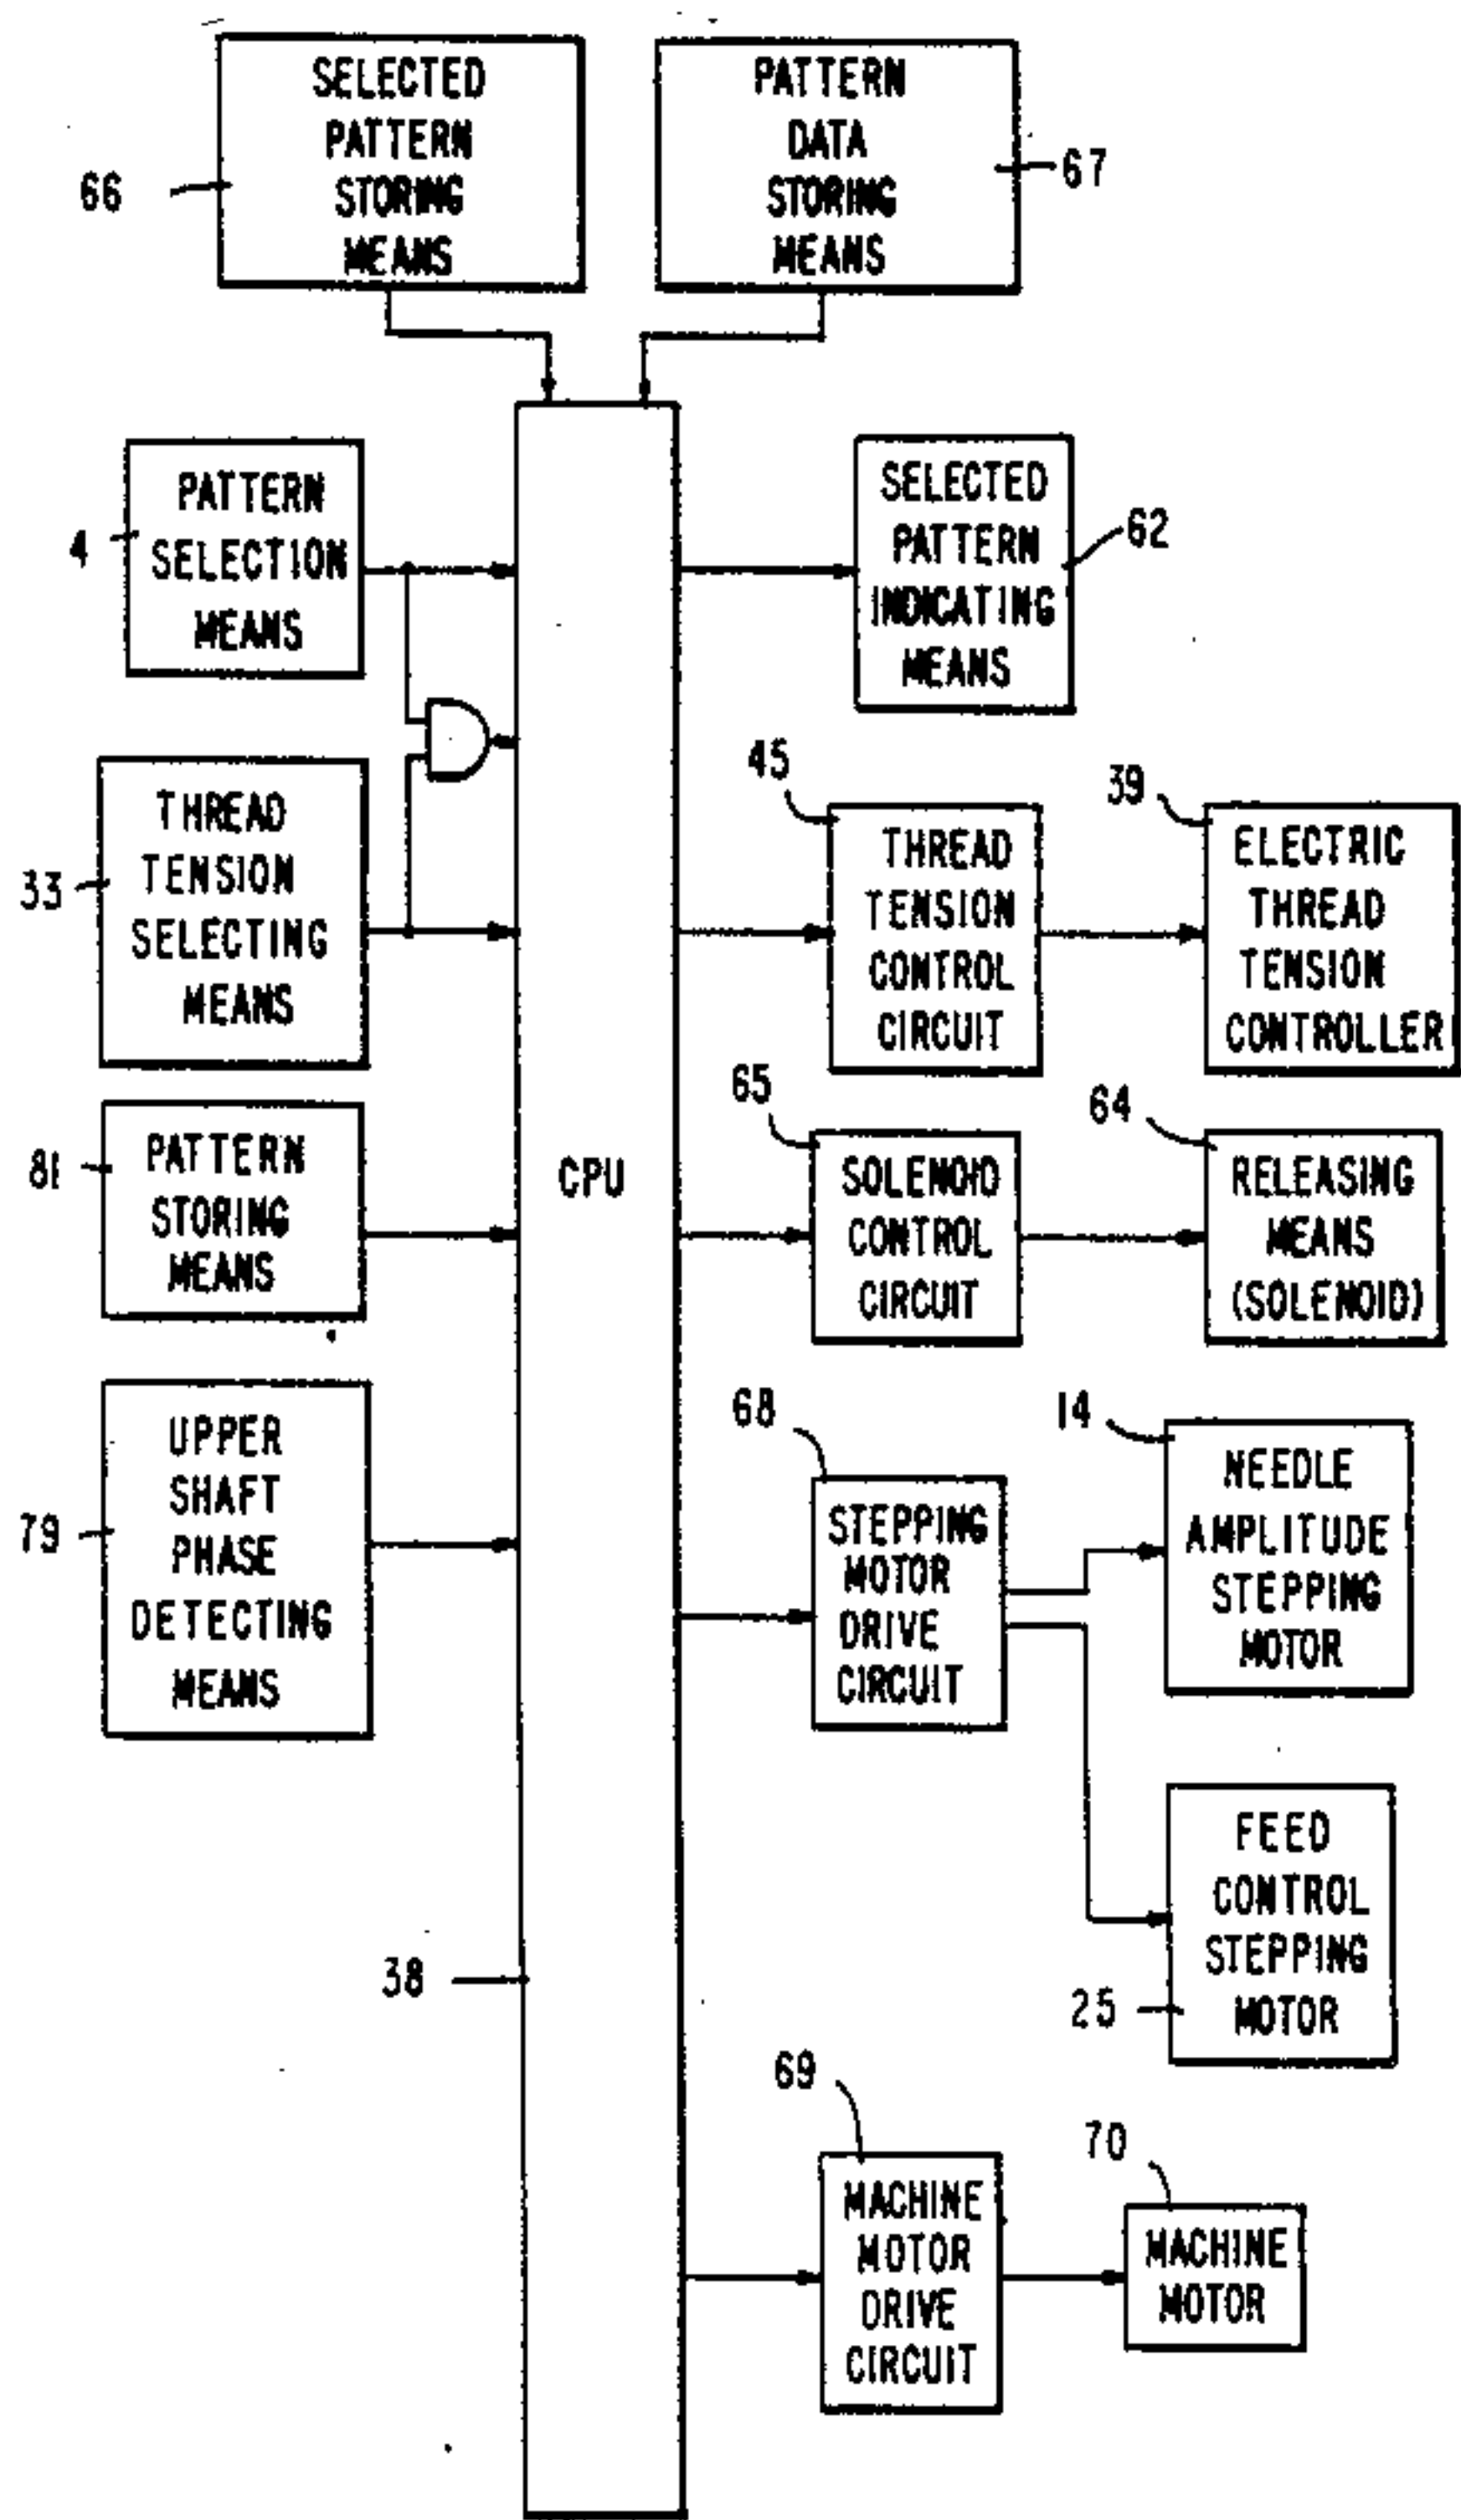 SELECTED
PATTERN
STORING
MEANS
66
PATTERN
DATA
STORING
MEANS
67
PATTERN
SELECTION
MEANS
4
SELECTED
PATTERN
INDICATING
MEANS
62
THREAD
TENSION
SELECTING
MEANS
33
45
THREAD
TENSION
CONTROL
CIRCUIT
39
ELECTRIC
THREAD
TENSION
CONTROLLER
PATTERN
STORING
MEANS
81
CPU
65
SOLENOID
CONTROL
CIRCUIT
64
RELEASING
MEANS
(SOLENOID)
UPPER
SHAFT
PHASE
DETECTING
MEANS
79
68
STEPPING
MOTOR
DRIVE
CIRCUIT
14
NEEDLE
AMPLITUDE
STEPPING
MOTOR
FEED
CONTROL
STEPPING
MOTOR
25
38
69
MACHINE
MOTOR
DRIVE
CIRCUIT
70
MACHINE
MOTOR